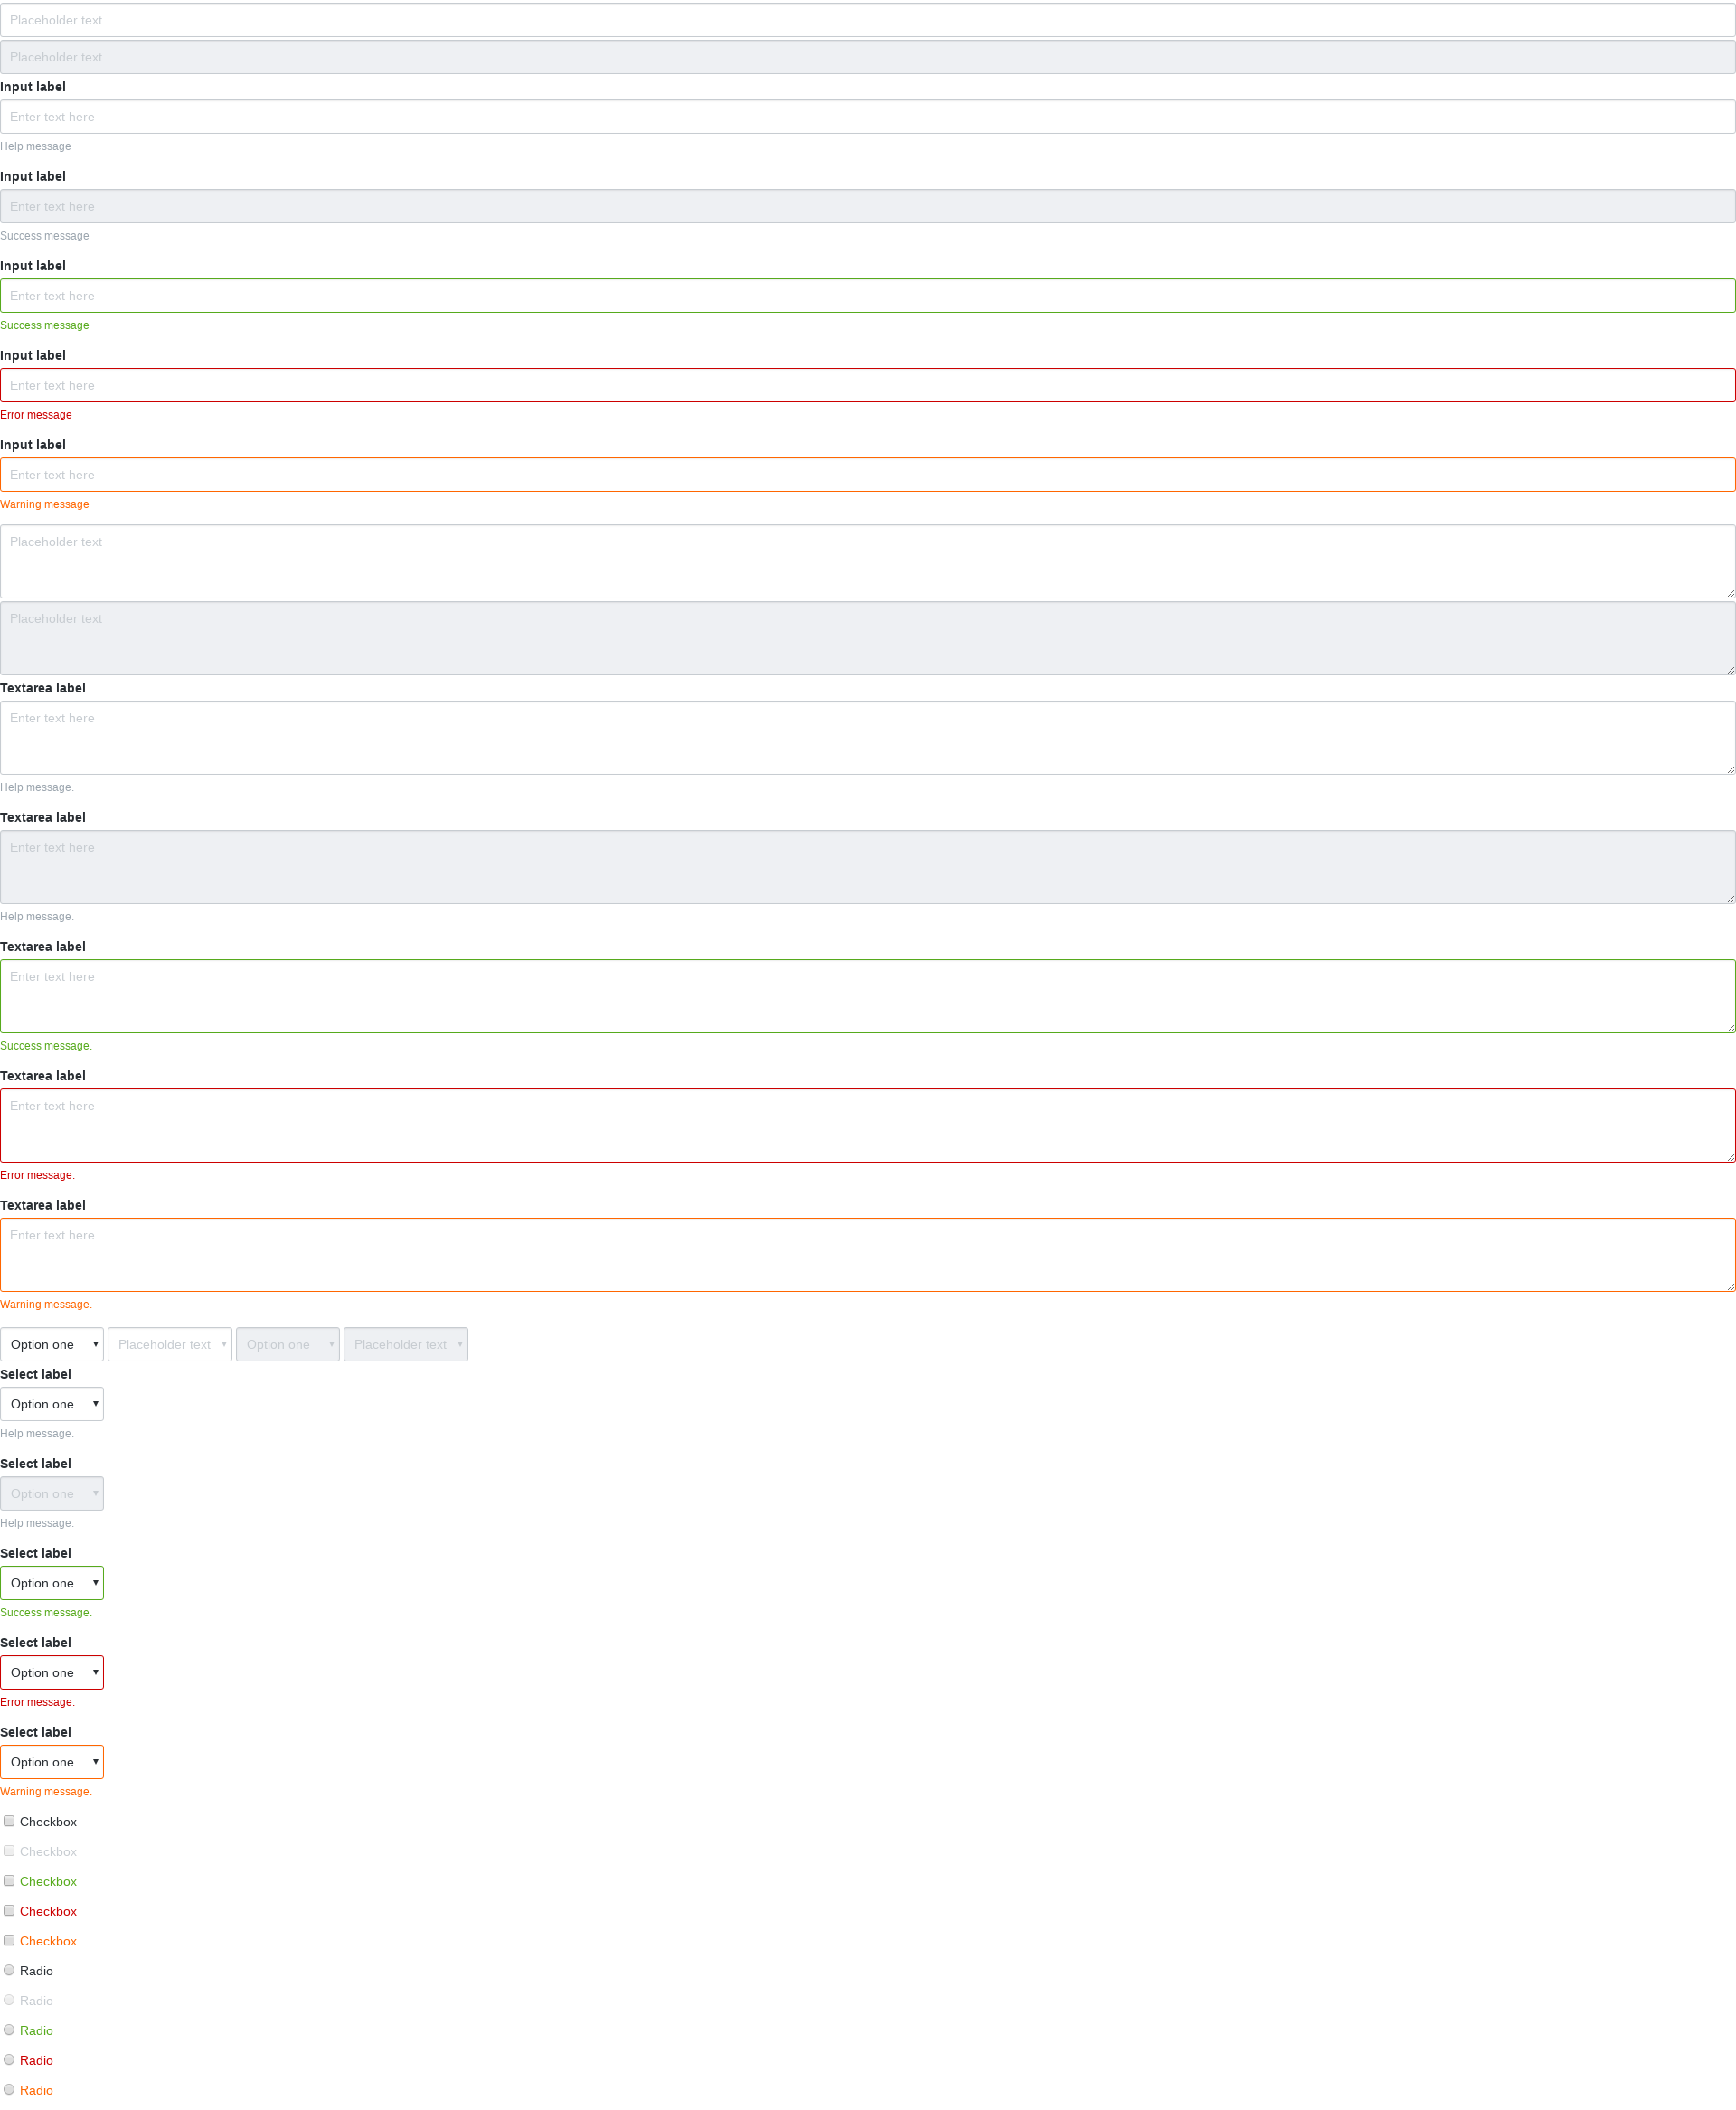 Placeholder text
Placeholder text
Input label
Enter text here
Help message
Input label
Enter text here
Success message
Input label
Enter text here
Success message
Input label
Enter text here
Error message
Input label
Enter text here
Warning message
Placeholder text
Placeholder text
Textarea label
Enter text here
Help message.
Textarea label
Enter text here
Help message.
Textarea label
Enter text here
Success message.
Textarea label
Enter text here
Error message.
Textarea label
Enter text here
Warning message.
Option one Placeholder text Option one Placeholder text
Select label
Option one
Help message.
Select label
Option one
Help message.
Select label
Option one
Success message.
Select label
Option one
Error message.
Select label
Option one
Warning message.
Checkbox
Checkbox
Checkbox
Checkbox
Checkbox
Radio
Radio
Radio
Radio
Radio